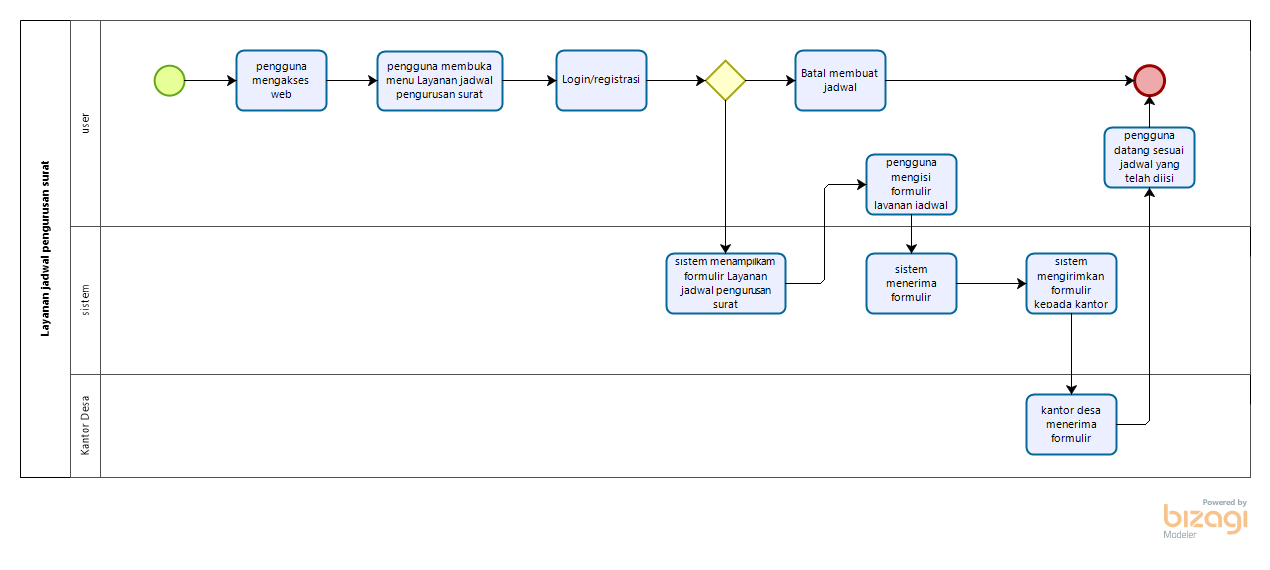 Layanan jadwal pengurusan surat
user
pengguna
mengakses
web
pengguna membuka
menu Layanan jadwal
pengurusan surat
Login/registrasi
Batal membuat
jadwal
pengguna
datang sesuai
jadwal yang
telah diisi
pengguna
mengisi
formulir
layanan jadwal
sistem
sistem menampilkam
formulir Layanan
jadwal pengurusan
surat
sistem
menerima
formulir
sistem
mengirimkan
formulir
kepada kantor
Kantor Desa
kantor desa
menerima
formulir
Powered by
bizagi
Modeler